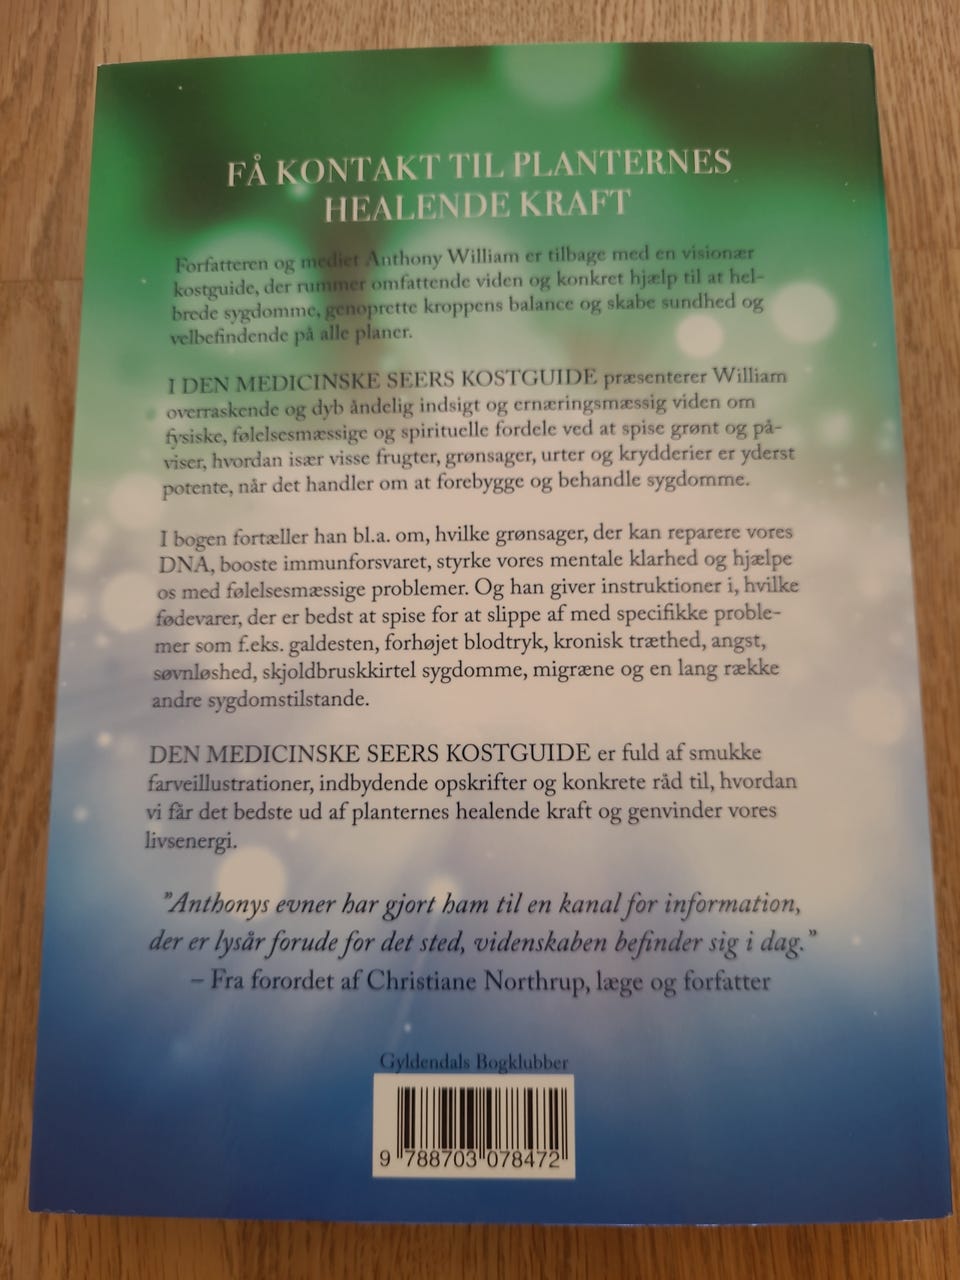 FÅ KONTAKT TIL PLANTERNES
HEALENDE KRAFT
Forfatteren og mediet Anthony William er tilbage med en visionær
kostguide, der rummer omfattende viden og konkret hjælp til at hel-
brede sygdomme, genoprette kroppens balance og skabe sundhed og
velbefindende på alle planer.
I DEN MEDICINSKE SEERS KOSTGUIDE præsenterer William
overraskende og dyb åndelig indsigt og ernæringsmæssig viden om
fysiske, følelsesmæssige og spirituelle fordele ved at spise grønt og på-
viser, hvordan især visse frugter, grønsager, urter og krydderier er yderst
potente, når det handler om at forebygge og behandle sygdomme.
I bogen fortæller han bl.a. om, hvilke grønsager, der kan reparere vores
DNA, booste immunforsvaret, styrke vores mentale klarhed og hjælpe
os med følelsesmæssige problemer. Og han giver instruktioner i, hvilke
fødevarer, der er bedst at spise for at slippe af med specifikke proble-
mer som f.eks. galdesten, forhøjet blodtryk, kronisk træthed, angst,
søvnløshed, skjoldbruskkirtel sygdomme, migræne og en lang række
andre sygdomstilstande.
DEN MEDICINSKE SEERS KOSTGUIDE er fuld af smukke
farveillustrationer, indbydende opskrifter og konkrete råd til, hvordan
vi får det bedste ud af planternes healende kraft og genvinder vores
livsenergi.
"Anthonys evner har gjort ham til en kanal for information,
der er lysår forude for det sted, videnskaben befinder sig i dag."
– Fra forordet af Christiane Northrup, læge og forfatter
Gyldendals Bogklubber
9 788703 078472